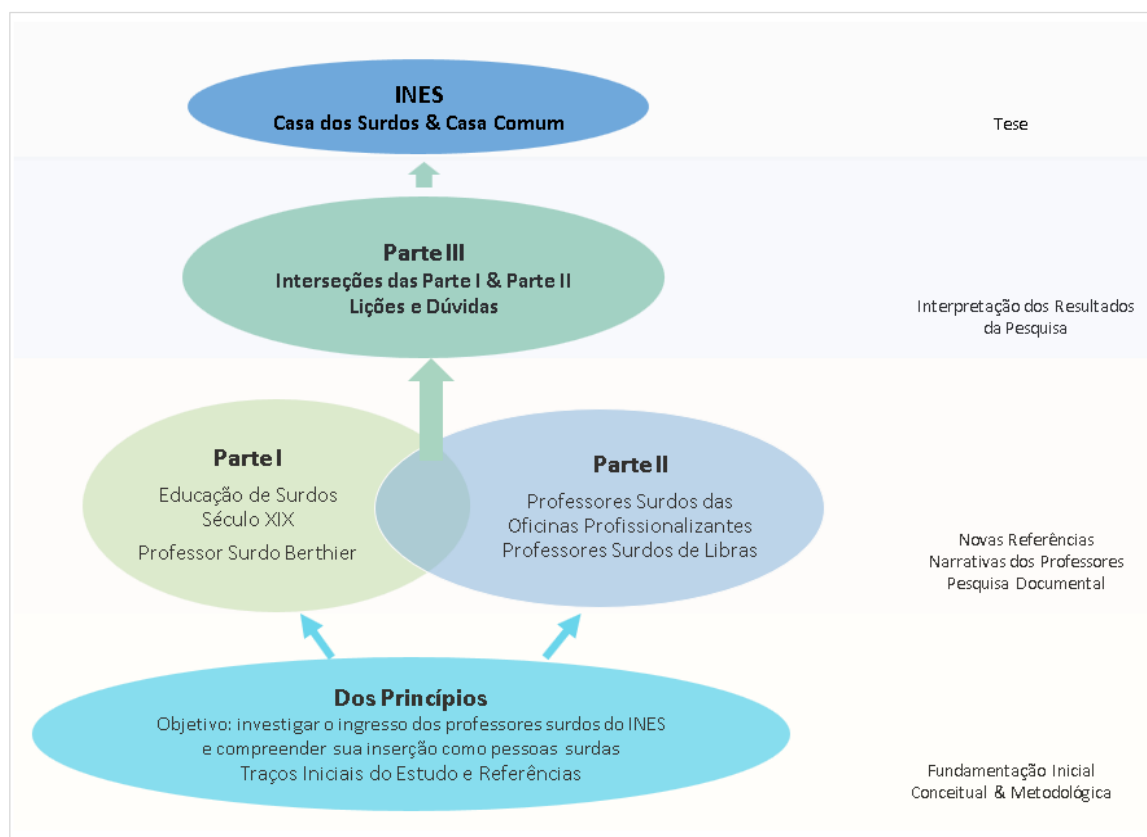 INES
Casa dos Surdos & Casa Comum
Tese
Parte III
Interseções das Parte I & Parte II
Lições e Dúvidas
Interpretação dos Resultados
da Pesquisa
Parte I
Educação de Surdos
Século XIX
Professor Surdo Berthier
Parte II
Professores Surdos das
Oficinas Profissionalizantes
Professores Surdos de Libras
Novas Referências
Narrativas dos Professores
Pesquisa Documental
Dos Princípios
Objetivo: investigar o ingresso dos professores surdos do INES
e compreender sua inserção como pessoas surdas
Traços Iniciais do Estudo e Referências
Fundamentação Inicial
Conceitual & Metodológica